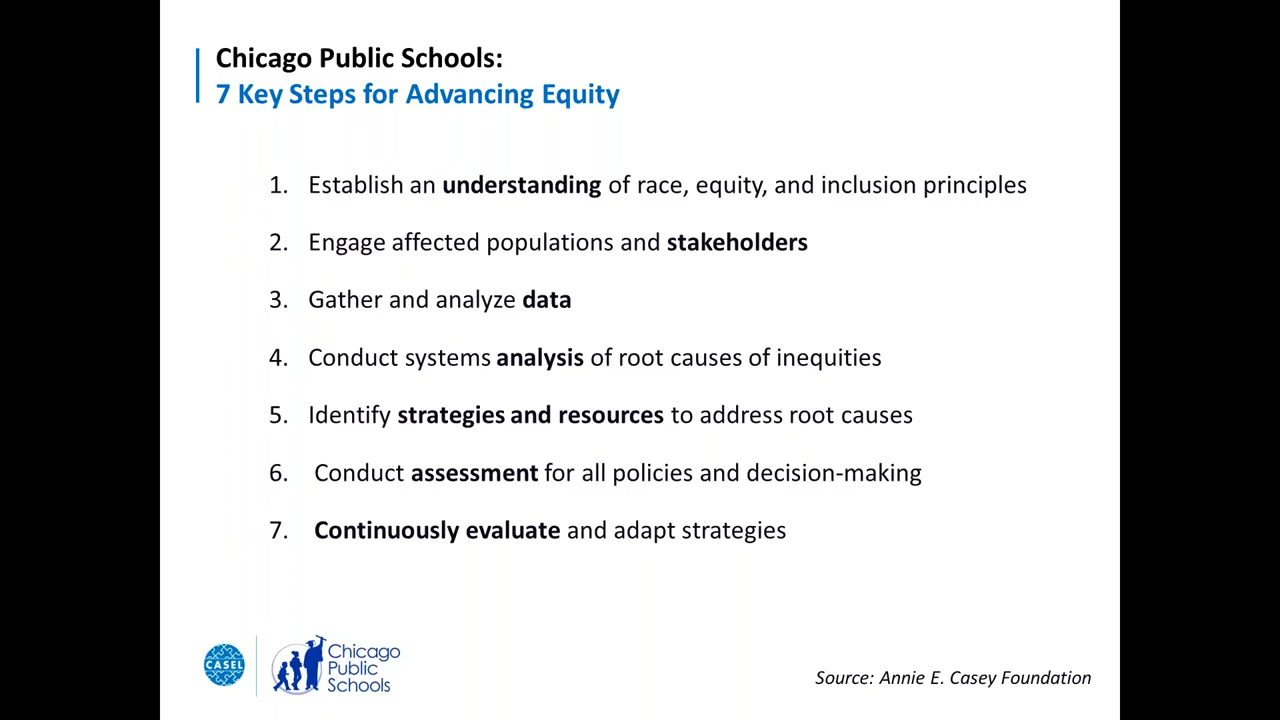 Chicago Public Schools:
7 Key Steps for Advancing Equity
1. Establish an understanding of race, equity, and inclusion principles
2. Engage affected populations and stakeholders
3. Gather and analyze data
4. Conduct systems analysis of root causes of inequities
5. Identify strategies and resources to address root causes
6. Conduct assessment for all policies and decision-making
7. Continuously evaluate and adapt strategies
CASEL
Chicago
Public
Schools
Source: Annie E. Casey Foundation